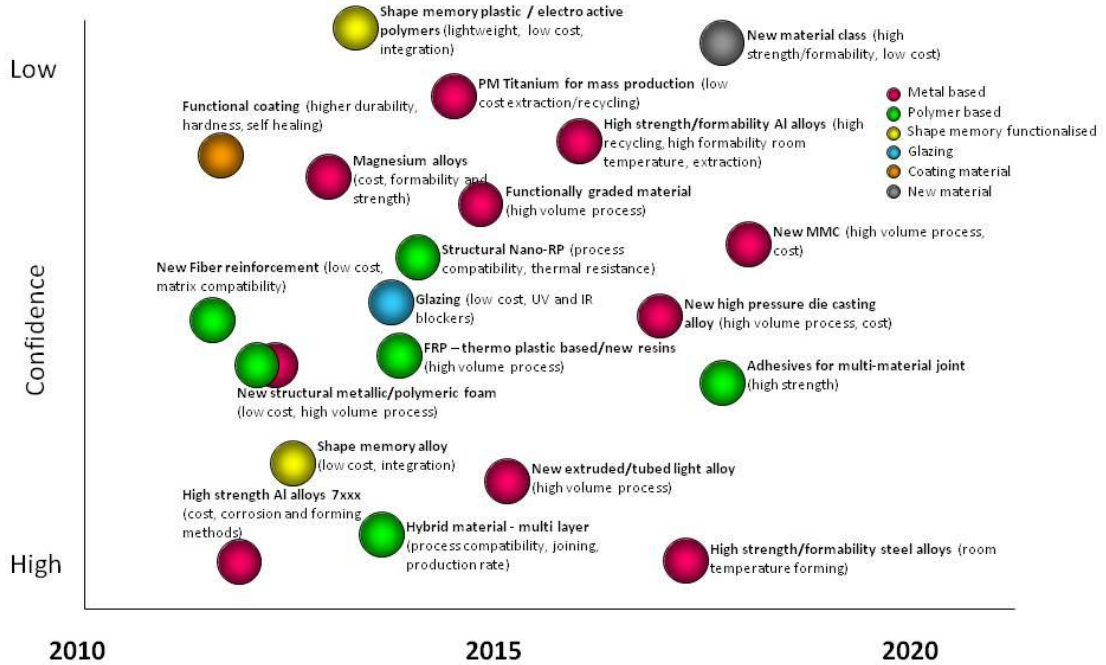 Shape memory plastic / electro active
polymers (lightweight, low cost,
integration)
New material class (high
strength/formability, low cost)
Low
PM Titanium for mass production (low
cost extraction/recycling)
Metal based
Polymer based
Shape memory functionalised
Glazing
Coating material
New material
Functional coating (higher durability,
hardness, self healing)
High strength/formability Al alloys (high
recycling, high formability room
temperature, extraction)
Magnesium alloys
(cost, formability and
strength)
Functionally graded material
(high volume process)
New MMC (high volume process,
cost)
Structural Nano-RP (process
compatibility, thermal resistance)
New Fiber reinforcement (low cost,
matrix compatibility)
Glazing (low cost, UV and IR
blockers)
New high pressure die casting
alloy (high volume process, cost)
Confidence
FRP – thermo plastic based/new resins
(high volume process)
Adhesives for multi-material joint
(high strength)
New structural metallic/polymeric foam
(low cost, high volume process)
Shape memory alloy
(low cost, integration)
New extruded/tubed light alloy
(high volume process)
High strength Al alloys 7xxx
(cost, corrosion and forming
methods)
Hybrid material - multi layer
(process compatibility, joining,
production rate)
High strength/formability steel alloys (room
temperature forming)
High
2010
2015
2020